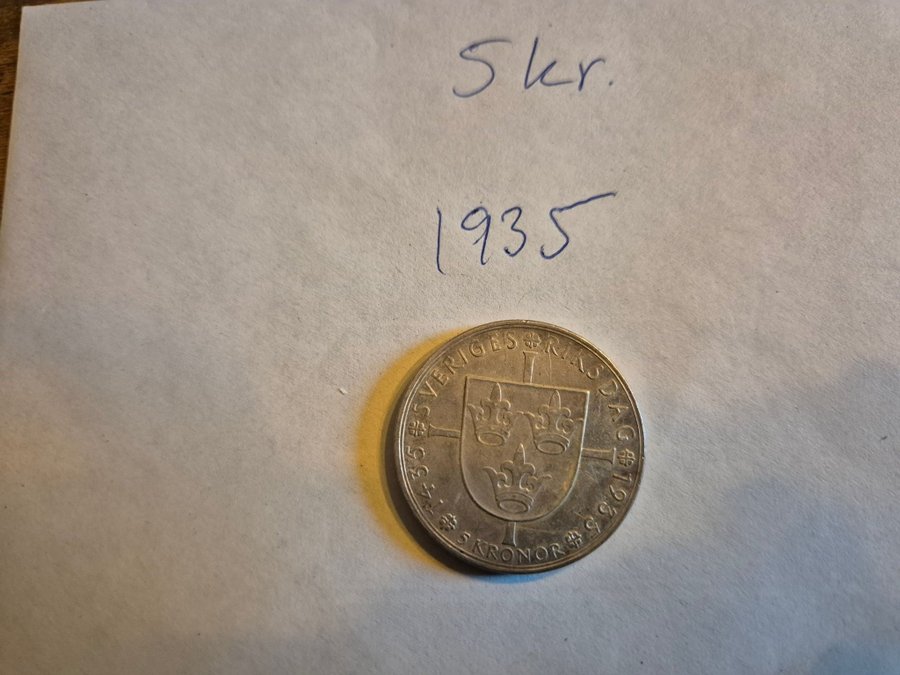 5 kr.
1935
1435 SVERIGES RIKSDAG 1935
5 KRONOR